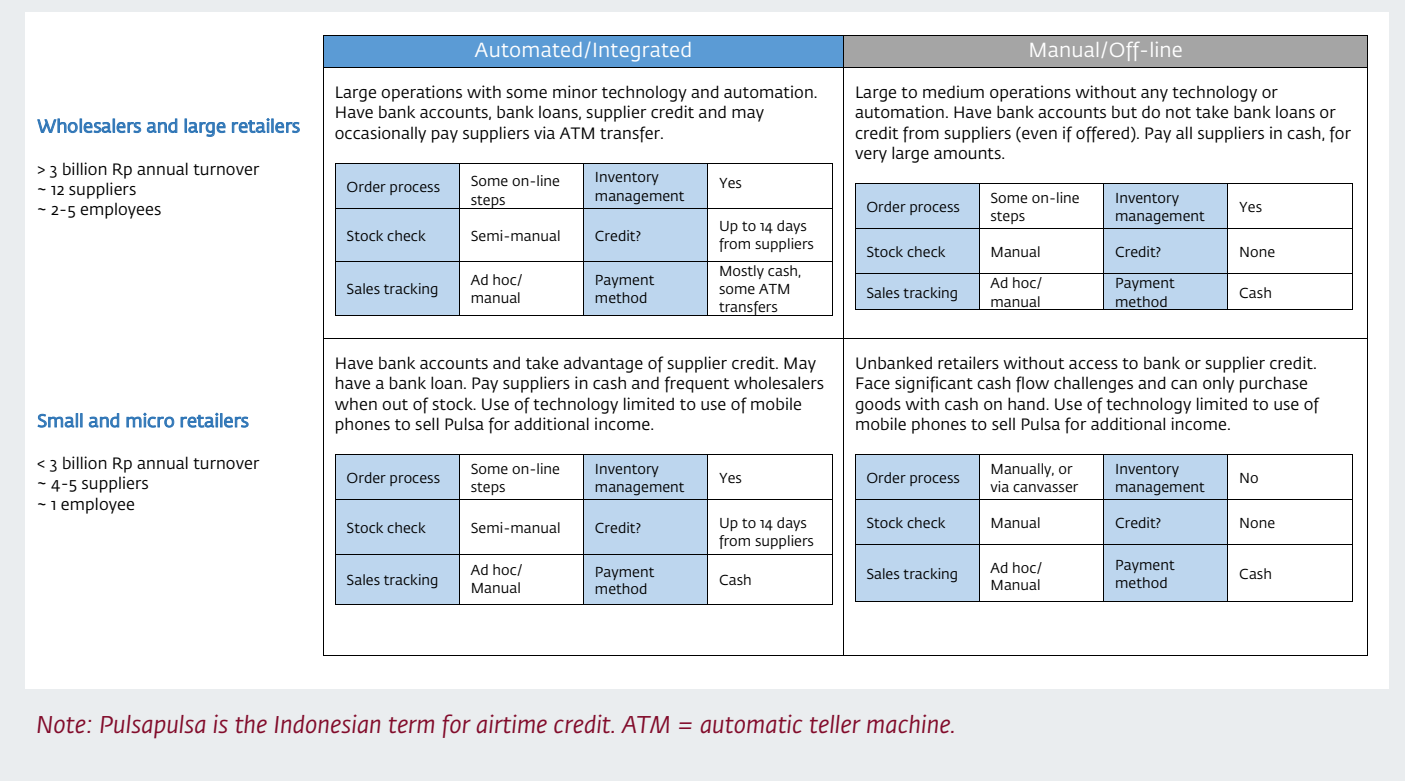 Automated/Integrated
Manual/Off-line
Wholesalers and large retailers
> 3 billion Rp annual turnover
~ 12 suppliers
~ 2-5 employees
Large operations with some minor technology and automation.
Have bank accounts, bank loans, supplier credit and may
occasionally pay suppliers via ATM transfer.
Order process
Some on-line
steps
Inventory
management
Yes
Stock check
Semi-manual
Credit?
Up to 14 days
from suppliers
Sales tracking
Ad hoc/
manual
Payment
method
Mostly cash,
some ATM
transfers
Large to medium operations without any technology or
automation. Have bank accounts but do not take bank loans or
credit from suppliers (even if offered). Pay all suppliers in cash, for
very large amounts.
Order process
Some on-line
steps
Inventory
management
Yes
Stock check
Manual
Credit?
None
Sales tracking
Ad hoc/
manual
Payment
method
Cash
Small and micro retailers
< 3 billion Rp annual turnover
~ 4-5 suppliers
~ 1 employee
Have bank accounts and take advantage of supplier credit. May
have a bank loan. Pay suppliers in cash and frequent wholesalers
when out of stock. Use of technology limited to use of mobile
phones to sell Pulsa for additional income.
Order process
Some on-line
steps
Inventory
management
Yes
Stock check
Semi-manual
Credit?
Up to 14 days
from suppliers
Sales tracking
Ad hoc/
Manual
Payment
method
Cash
Unbanked retailers without access to bank or supplier credit.
Face significant cash flow challenges and can only purchase
goods with cash on hand. Use of technology limited to use of
mobile phones to sell Pulsa for additional income.
Order process
Manually, or
via canvasser
Inventory
management
No
Stock check
Manual
Credit?
None
Sales tracking
Ad hoc/
Manual
Payment
method
Cash
Note: Pulsapulsa is the Indonesian term for airtime credit. ATM = automatic teller machine.